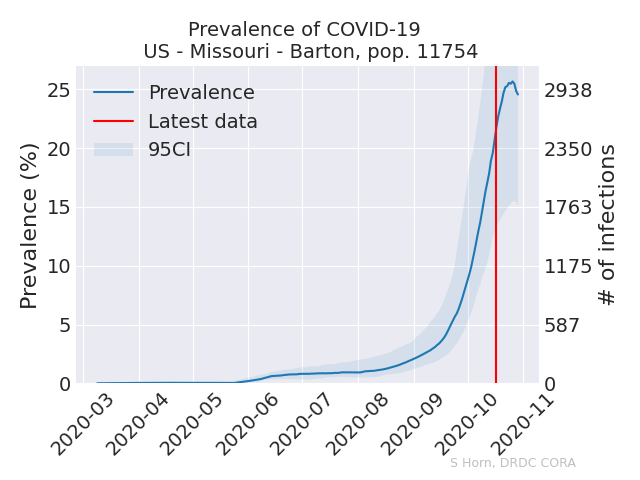 Prevalence of COVID-19
US - Missouri - Barton, pop. 11754
Prevalence
Latest data
95CI
Prevalence (%)
25
20
15
10
5
0
2938
2350
1763
1175
587
0
# of infections
2020-03
2020-04
2020-05
2020-06
2020-07
2020-08
2020-09
2020-10
2020-11
S Horn, DRDC CORA